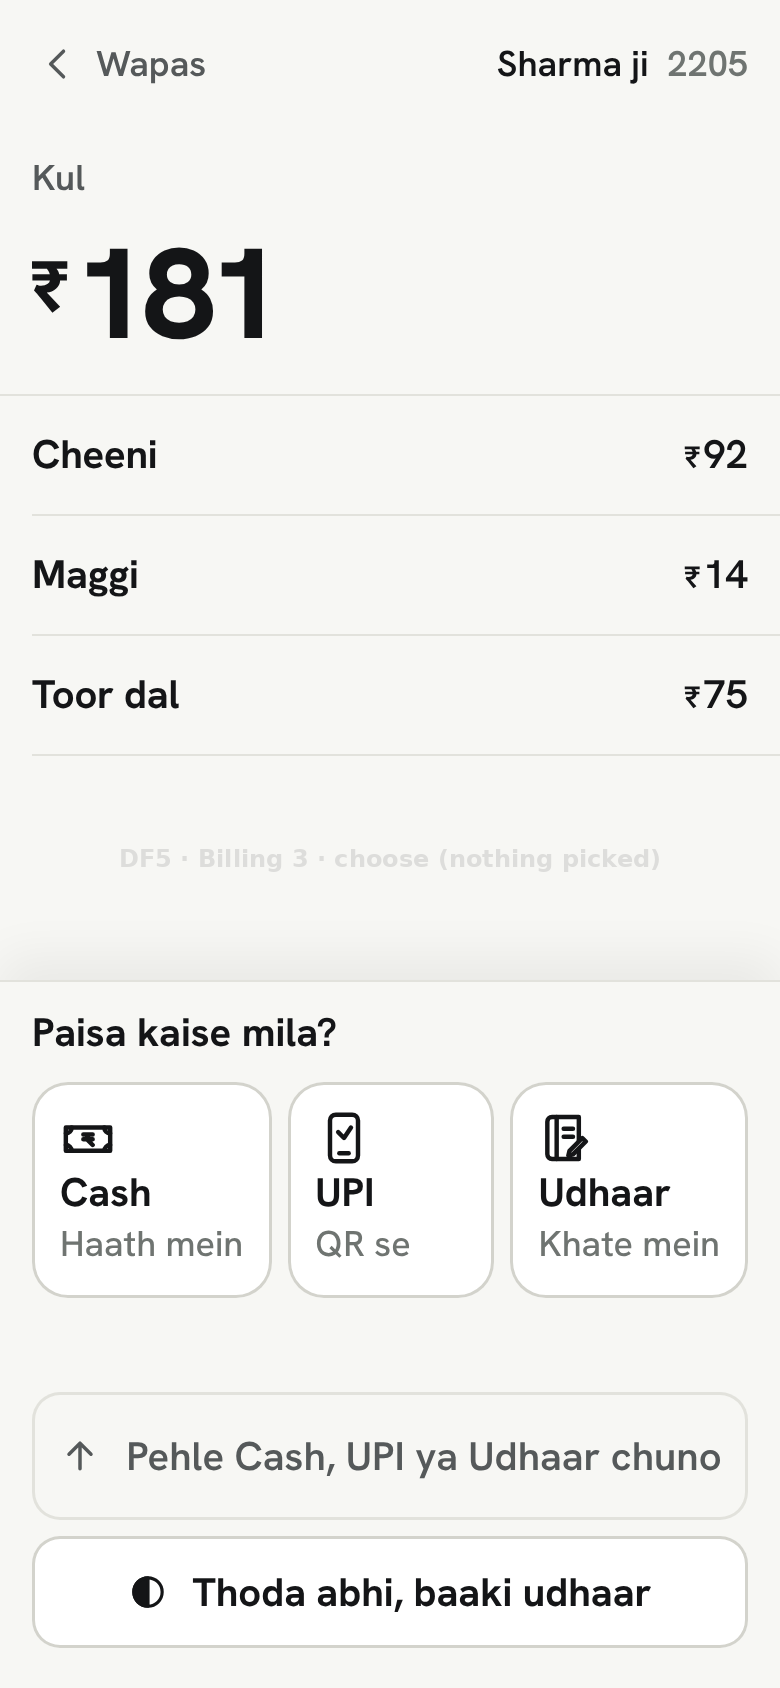 Wapas Sharma ji 2205
Kul
₹181
Cheeni ₹92
Maggi ₹14
Toor dal ₹75
DF5 · Billing 3 · choose (nothing picked)
Paisa kaise mila?
Cash UPI Udhaar
Haath mein QR se Khate mein
Pehle Cash, UPI ya Udhaar chuno
Thoda abhi, baaki udhaar